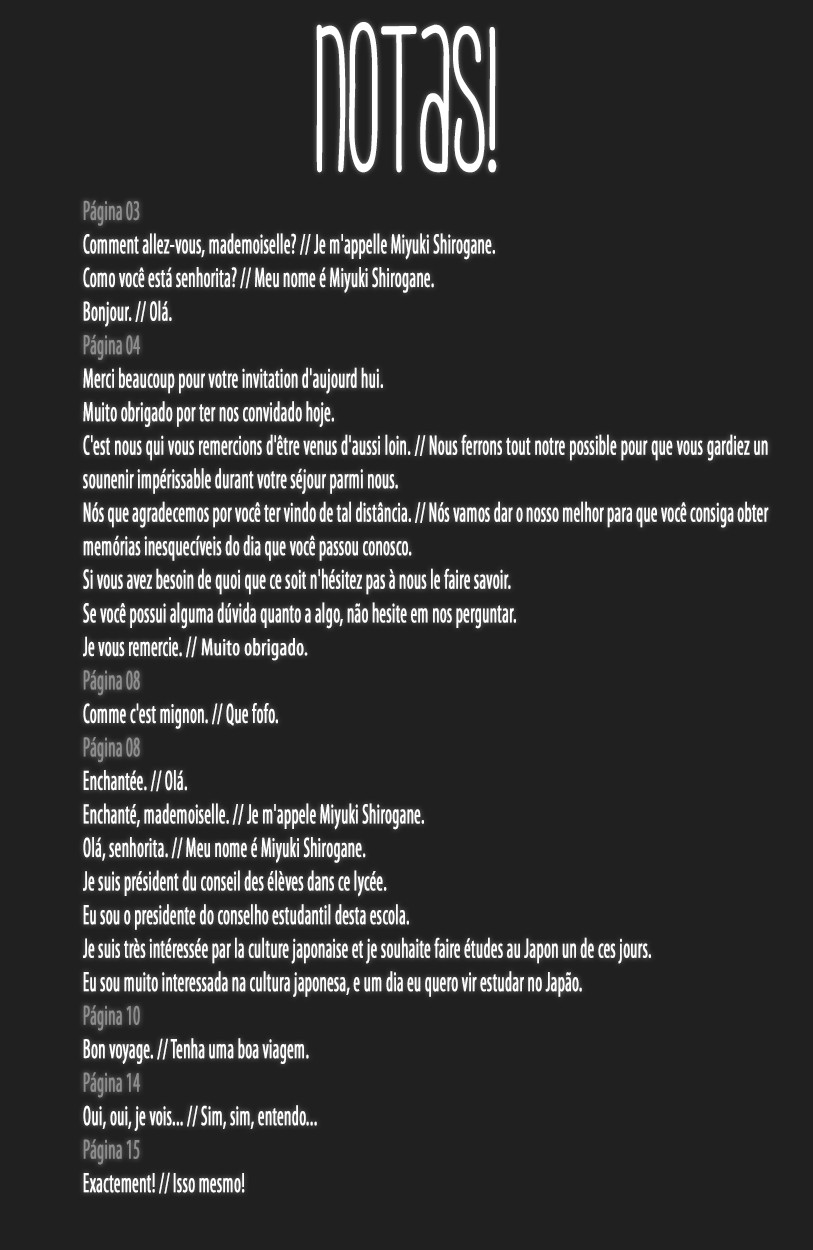 NOTAS!
Página 03
Comment allez-vous, mademoiselle? // Je m'appelle Miyuki Shirogane.
Como você está senhorita? // Meu nome é Miyuki Shirogane.
Bonjour. // Olá.
Página 04
Merci beaucoup pour votre invitation d'aujourd hui.
Muito obrigado por ter nos convidado hoje.
C'est nous qui vous remercions d'être venus d'aussi loin. // Nous ferrons tout notre possible pour que vous gardiez un
sounenir impérissable durant votre séjour parmi nous.
Nós que agradecemos por você ter vindo de tal distância. // Nós vamos dar o nosso melhor para que você consiga obter
memórias inesquecíveis do dia que você passou conosco.
Si vous avez besoin de quoi que ce soit n'hésitez pas à nous le faire savoir.
Se você possui alguma dúvida quanto a algo, não hesite em nos perguntar.
Je vous remercie. // Muito obrigado.
Página 08
Comme c'est mignon. // Que fofo.
Página 08
Enchantée. // Olá.
Enchanté, mademoiselle. // Je m'appele Miyuki Shirogane.
Olá, senhorita. // Meu nome é Miyuki Shirogane.
Je suis président du conseil des élèves dans ce lycée.
Eu sou o presidente do conselho estudantil desta escola.
Je suis très intéressée par la culture japonaise et je souhaite faire études au Japon un de ces jours.
Eu sou muito interessada na cultura japonesa, e um dia eu quero vir estudar no Japão.
Página 10
Bon voyage. // Tenha uma boa viagem.
Página 14
Oui, oui, je vois... // Sim, sim, entendo...
Página 15
Exactement! // Isso mesmo!